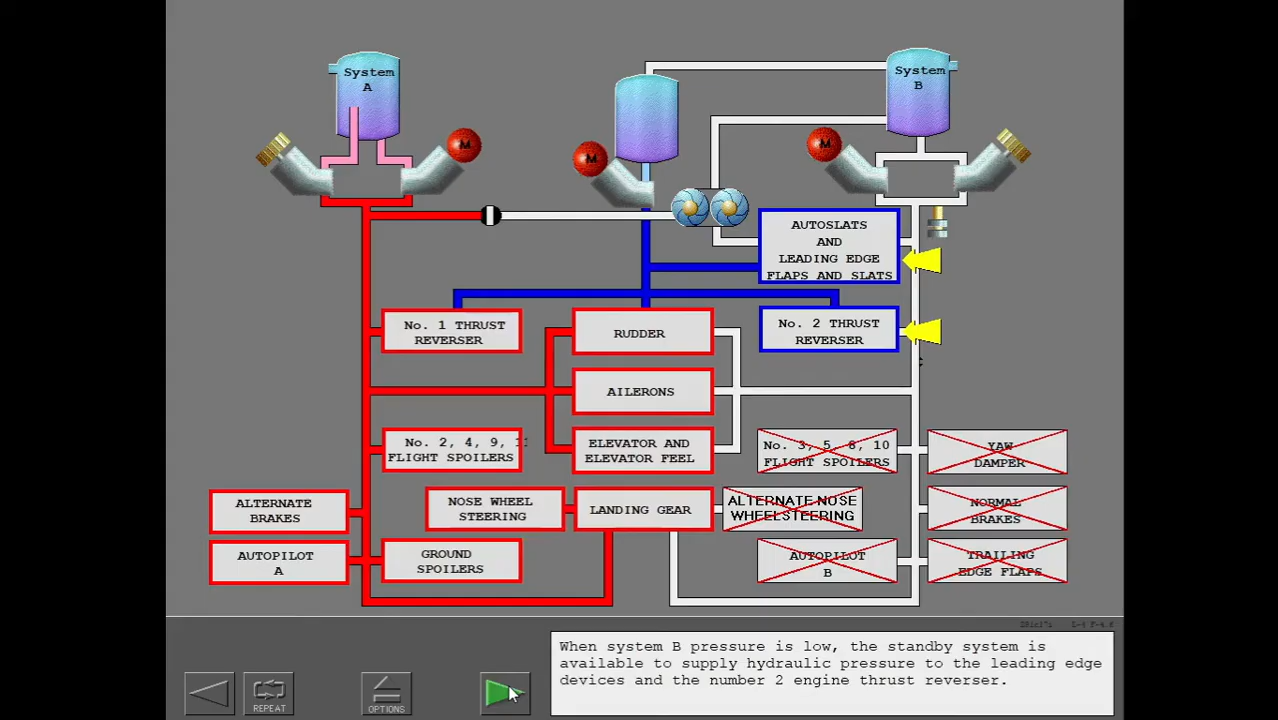 System
A
System
B
M
M
M
AUTOSLATS
AND
LEADING EDGE
FLAPS AND SLATS
No. 1 THRUST
REVERSER
RUDDER
No. 2 THRUST
REVERSER
AILERONS
No. 2, 4, 9, 11
FLIGHT SPOILERS
ELEVATOR AND
ELEVATOR FEEL
No. 3, 5, 8, 10
FLIGHT SPOILERS
YAW
DAMPER
ALTERNATE
BRAKES
NOSE WHEEL
STEERING
LANDING GEAR
ALTERNATE NOSE
WHEELSTEERING
NORMAL
BRAKES
AUTOPILOT
A
GROUND
SPOILERS
AUTOPILOT
B
TRAILING
EDGE FLAPS
When system B pressure is low, the standby system is
available to supply hydraulic pressure to the leading edge
devices and the number 2 engine thrust reverser.
REPEAT
OPTIONS